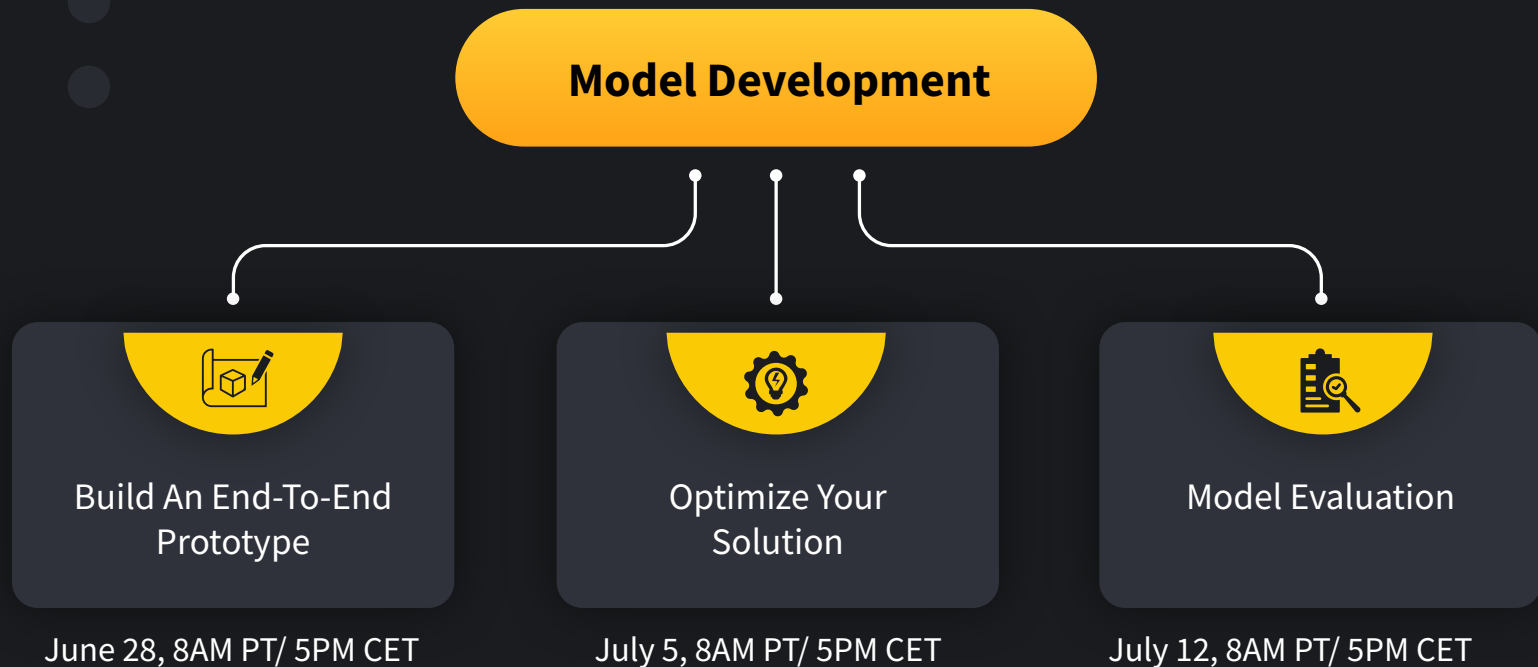 Model Development
Build An End-To-End
Prototype
June 28, 8AM PT/ 5PM CET
Optimize Your
Solution
July 5, 8AM PT/ 5PM CET
Model Evaluation
July 12, 8AM PT/ 5PM CET